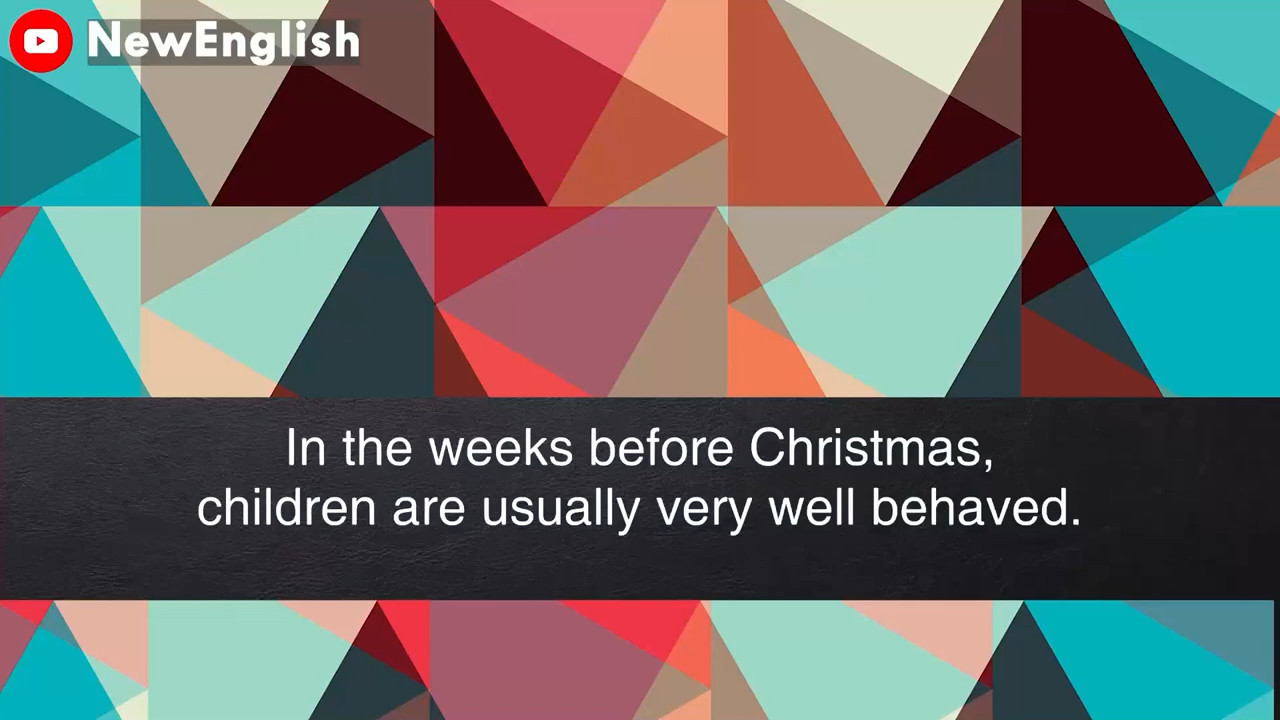 NewEnglish
In the weeks before Christmas,
children are usually very well behaved.